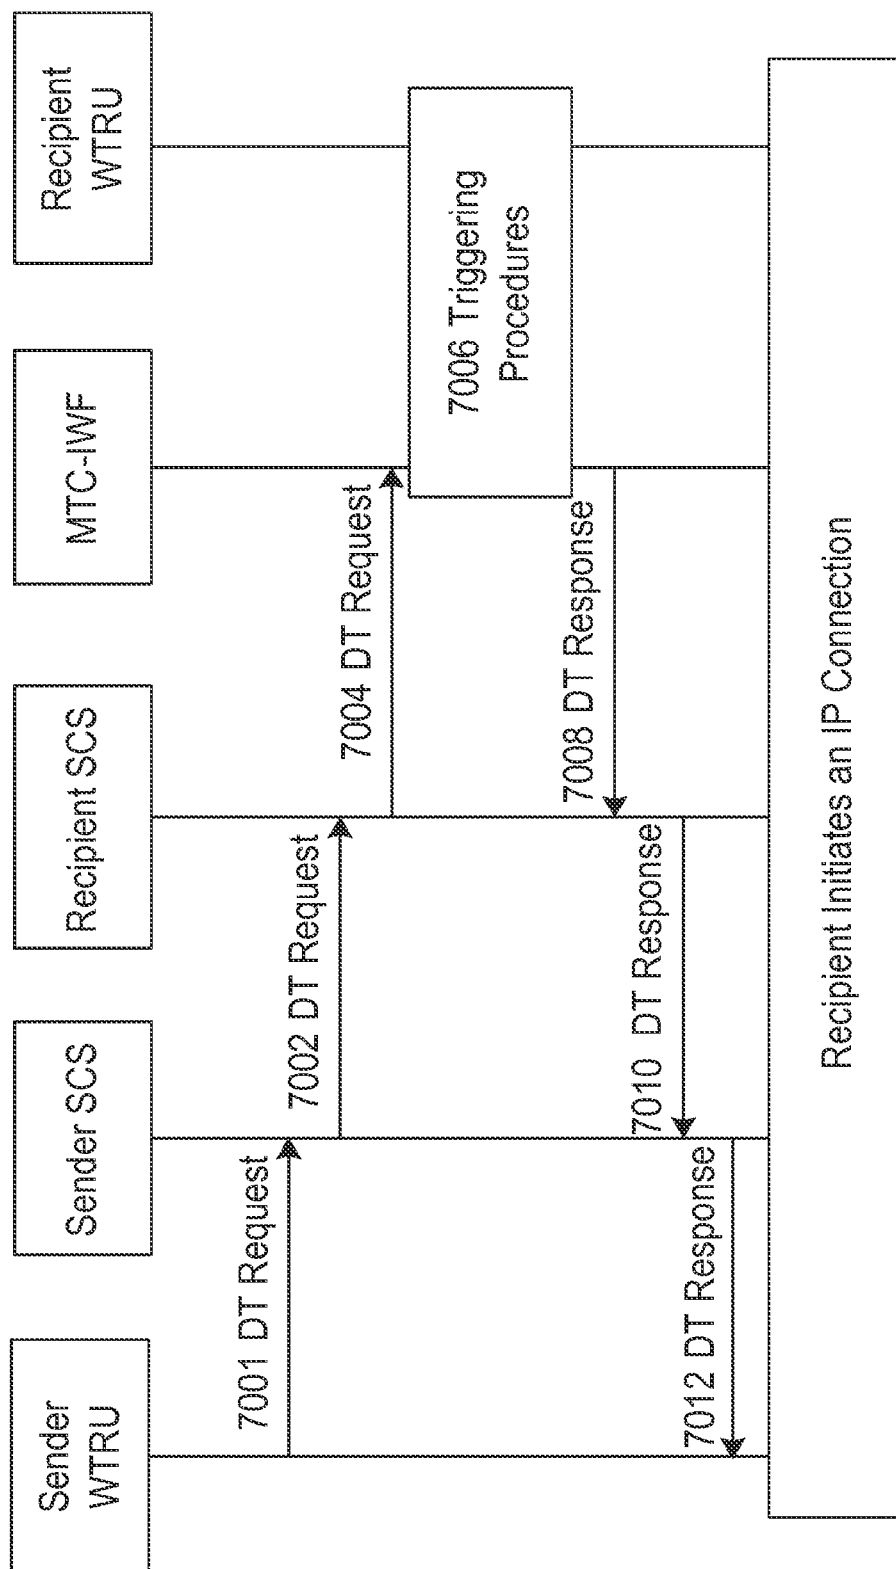 Sender
WTRU
Sender SCS
Recipient SCS
MTC-IWF
Recipient
WTRU
7001 DT Request
7002 DT Request
7004 DT Request
7006 Triggering
Procedures
7008 DT Response
7010 DT Response
7012 DT Response
Recipient Initiates an IP Connection